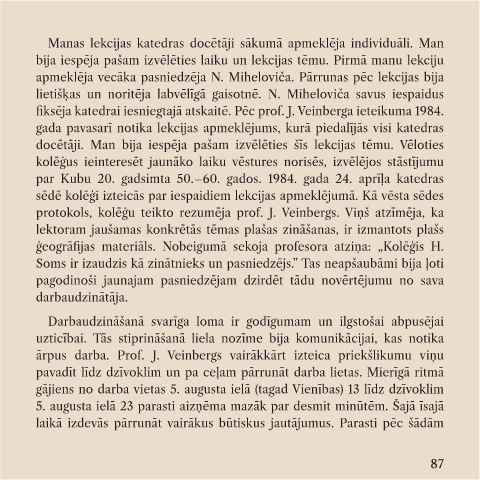 Manas lekcijas katedras docētāji sākumā apmeklēja individuāli. Man
bija iespēja pašam izvēlēties laiku un lekcijas tēmu. Pirmā manu lekciju
apmeklēja vecāka pasniedzēja N. Miheloviča. Pārrunas pēc lekcijas bija
lietišķas un noritēja labvēlīgā gaisotnē. N. Miheloviča savus iespaidus
fiksēja katedrai iesniegtajā atskaitē. Pēc prof. J. Veinberga ieteikuma 1984.
gada pavasarī notika lekcijas apmeklējums, kurā piedalījās visi katedras
docētāji. Man bija iespēja pašam izvēlēties šīs lekcijas tēmu. Vēloties
kolēģus ieinteresēt jaunāko laiku vēstures norisēs, izvēlējos stāstījumu
par Kubu 20. gadsimta 50.–60. gados. 1984. gada 24. aprīļa katedras
sēdē kolēģi izteicās par iespaidiem lekcijas apmeklējumā. Kā vēsta sēdes
protokols, kolēģu teikto rezumēja prof. J. Veinbergs. Viņš atzīmēja, ka
lektoram jaušamas konkrētās tēmas plašas zināšanas, ir izmantots plašs
ģeogrāfijas materiāls. Nobeigumā sekoja profesora atziņa: „Kolēģis H.
Soms ir izaudzis kā zinātnieks un pasniedzējs.” Tas neapšaubāmi bija ļoti
pagodinoši jaunajam pasniedzējam dzirdēt tādu novērtējumu no sava
darbaudzinātāja.
Darbaudzināšanā svarīga loma ir godīgumam un ilgstošai abpusējai
uzticībai. Tās stiprināšanā liela nozīme bija komunikācijai, kas notika
ārpus darba. Prof. J. Veinbergs vairākkārt izteica priekšlikumu viņu
pavadīt līdz dzīvoklim un pa ceļam pārrunāt darba lietas. Mierīgā ritmā
gājiens no darba vietas 5. augusta ielā (tagad Vienības) 13 līdz dzīvoklim
5. augusta ielā 23 parasti aizņēma mazāk par desmit minūtēm. Šajā īsajā
laikā izdevās pārrunāt vairākus būtiskus jautājumus. Parasti pēc šādām
87